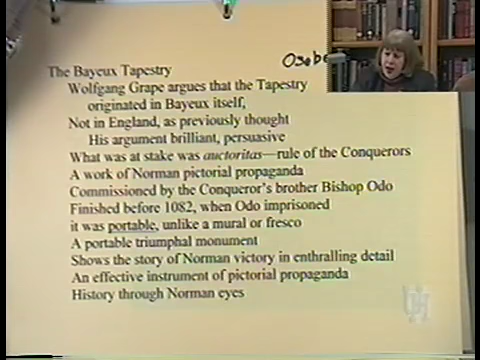 Osebe
The Bayeux Tapestry
Wolfgang Grape argues that the Tapestry
originated in Bayeux itself,
Not in England, as previously thought
His argument brilliant, persuasive
What was at stake was auctoritas—rule of the Conquerors
A work of Norman pictorial propaganda
Commissioned by the Conqueror's brother Bishop Odo
Finished before 1082, when Odo imprisoned
it was portable, unlike a mural or fresco
A portable triumphal monument
Shows the story of Norman victory in enthralling detail
An effective instrument of pictorial propaganda
History through Norman eyes